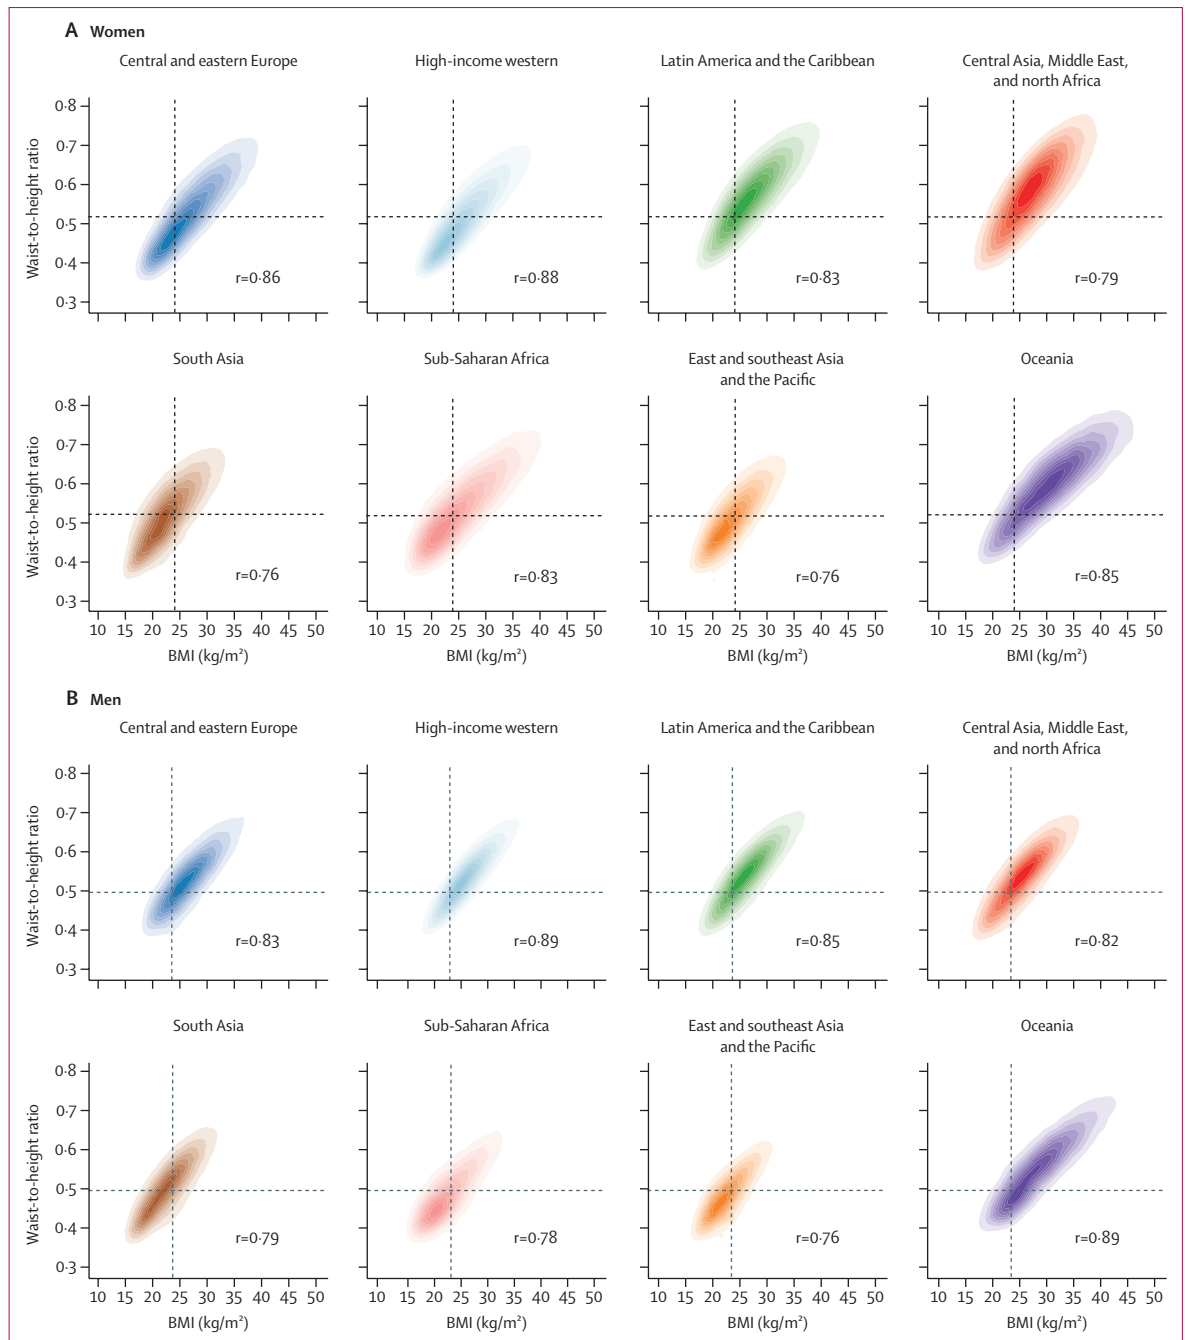 A Women
Central and eastern Europe
High-income western
Latin America and the Caribbean
Central Asia, Middle East,
and north Africa
Waist-to-height ratio
0·8
0·7
0·6
0·5
0·4
0·3
r=0·86
r=0·88
r=0·83
r=0·79
South Asia
Sub-Saharan Africa
East and southeast Asia
and the Pacific
Oceania
Waist-to-height ratio
0·8
0·7
0·6
0·5
0·4
0·3
r=0·76
r=0·83
r=0·76
r=0·85
10 15 20 25 30 35 40 45 50
10 15 20 25 30 35 40 45 50
10 15 20 25 30 35 40 45 50
10 15 20 25 30 35 40 45 50
BMI (kg/m²)
BMI (kg/m²)
BMI (kg/m²)
BMI (kg/m²)
B Men
Central and eastern Europe
High-income western
Latin America and the Caribbean
Central Asia, Middle East,
and north Africa
Waist-to-height ratio
0·8
0·7
0·6
0·5
0·4
0·3
r=0·83
r=0·89
r=0·85
r=0·82
South Asia
Sub-Saharan Africa
East and southeast Asia
and the Pacific
Oceania
Waist-to-height ratio
0·8
0·7
0·6
0·5
0·4
0·3
r=0·79
r=0·78
r=0·76
r=0·89
10 15 20 25 30 35 40 45 50
10 15 20 25 30 35 40 45 50
10 15 20 25 30 35 40 45 50
10 15 20 25 30 35 40 45 50
BMI (kg/m²)
BMI (kg/m²)
BMI (kg/m²)
BMI (kg/m²)